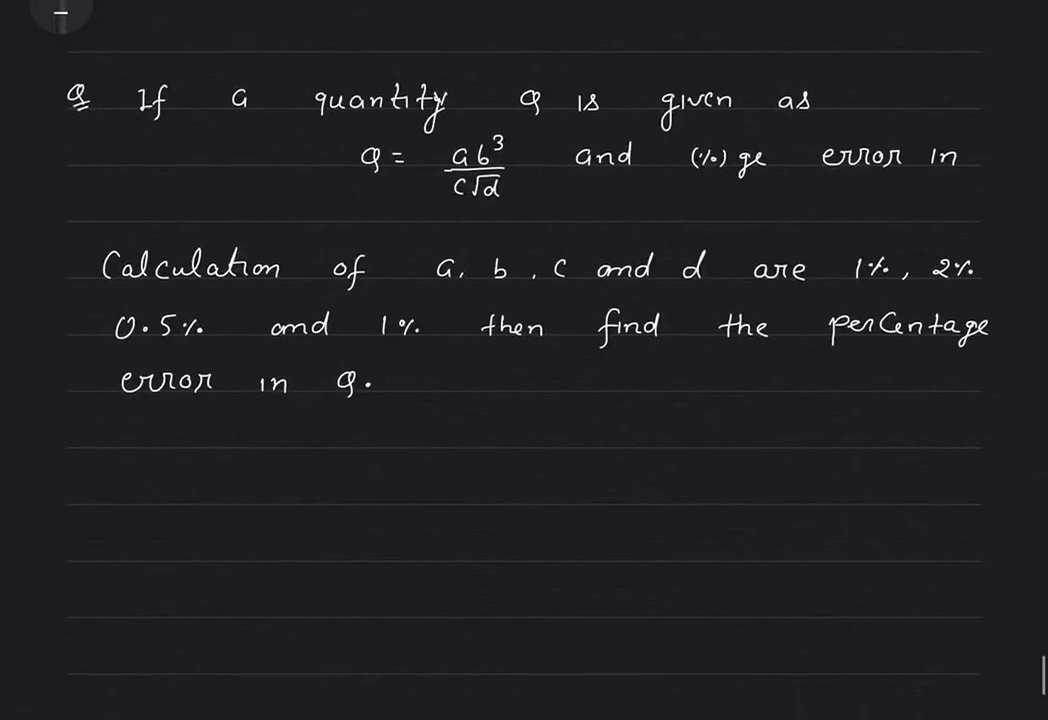 Q If a quantity Q is given as
Q = ab³/c√d and (%)ge error in
Calculation of a, b, c and d are 1%, 2%
0.5% and 1% then find the percentage
error in Q.